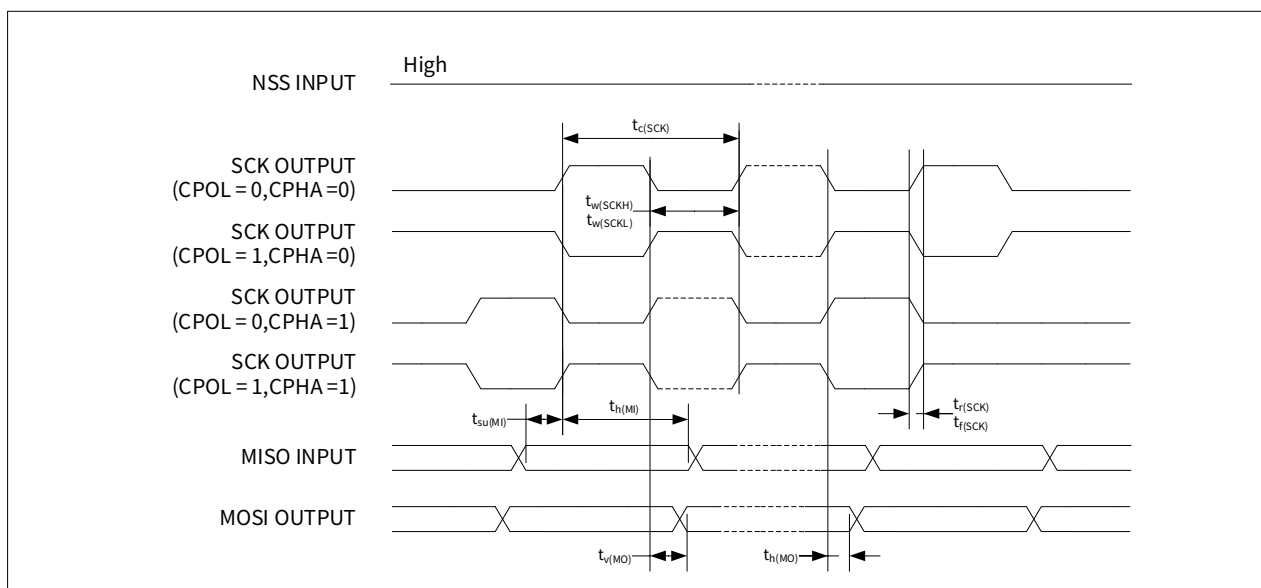 High
NSS INPUT
tc(SCK)
SCK OUTPUT
(CPOL = 0,CPHA =0)
tw(SCKH)
tw(SCKL)
SCK OUTPUT
(CPOL = 1,CPHA =0)
SCK OUTPUT
(CPOL = 0,CPHA =1)
SCK OUTPUT
(CPOL = 1,CPHA =1)
tsu(MI)
th(MI)
tr(SCK)
tf(SCK)
MISO INPUT
MOSI OUTPUT
tv(MO)
th(MO)